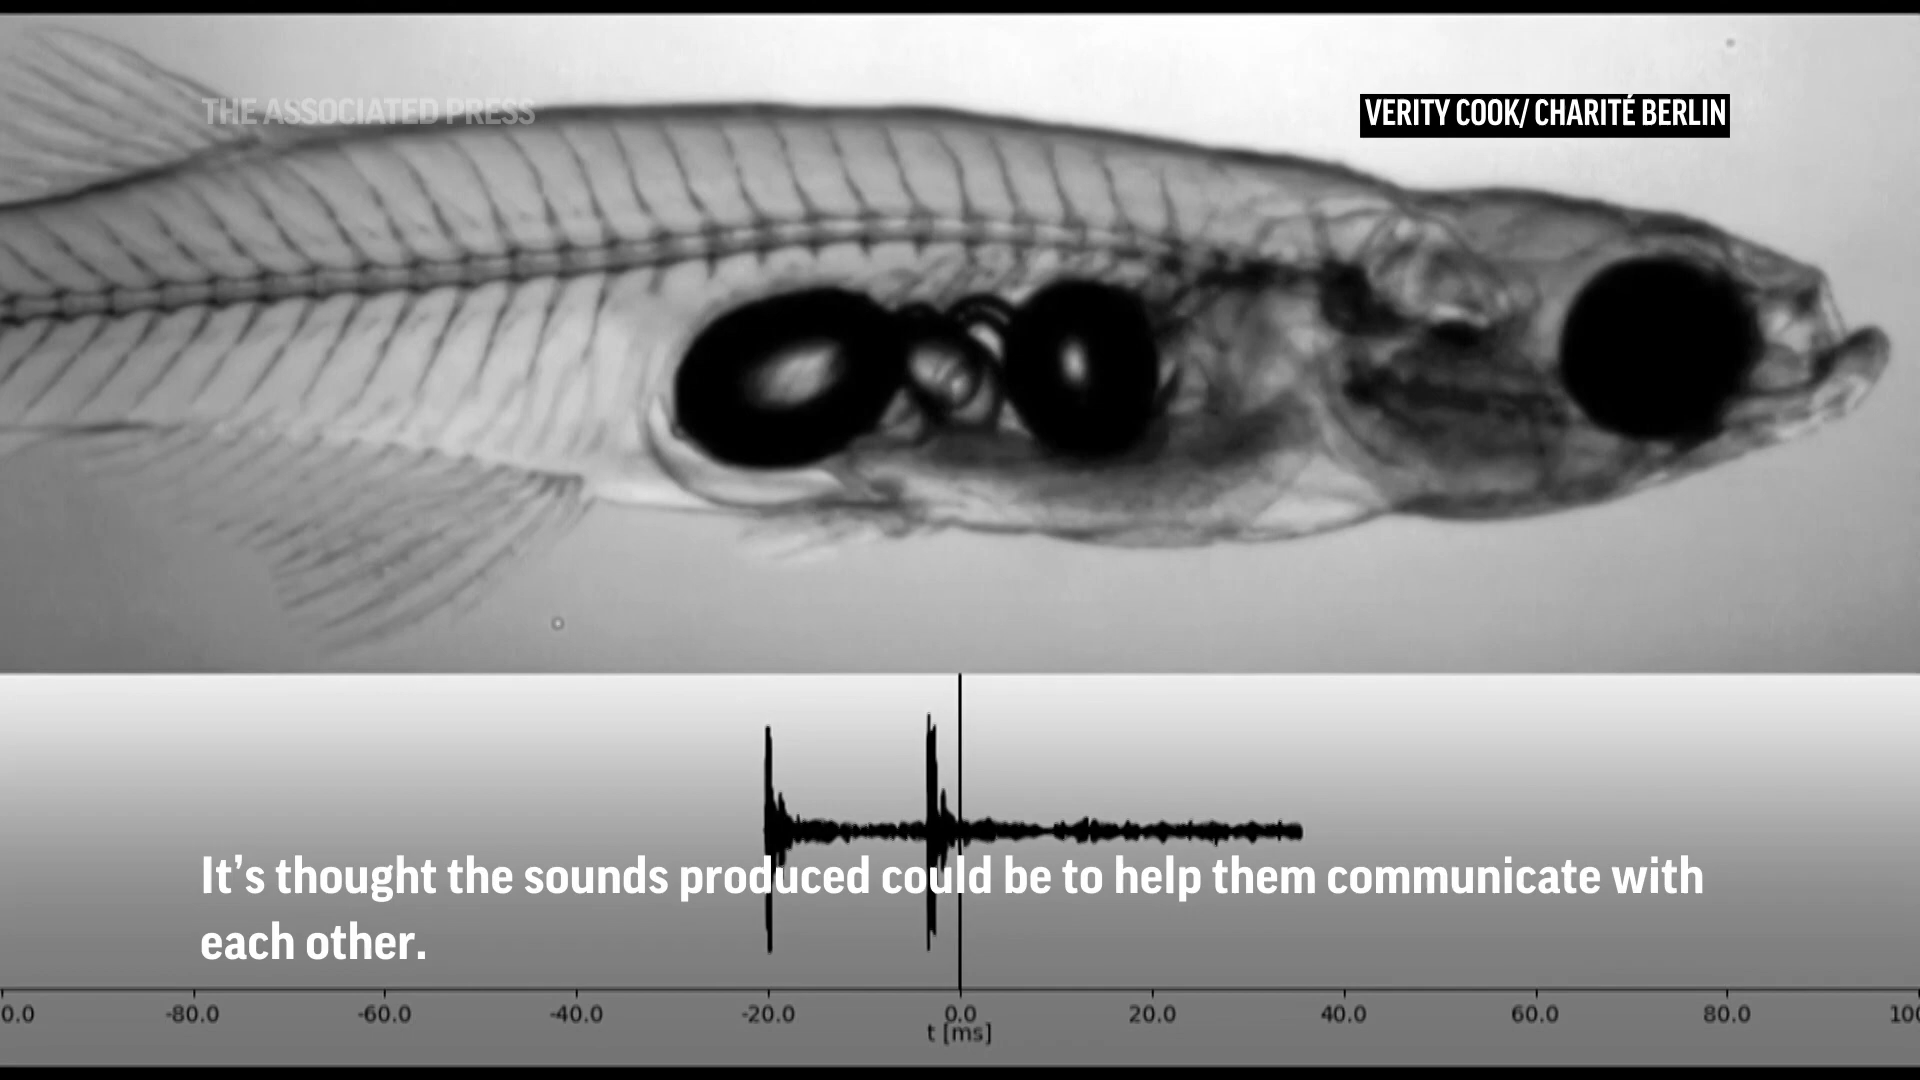 THE ASSOCIATED PRESS
VERITY COOK/ CHARITÉ BERLIN
It's thought the sounds produced could be to help them communicate with
each other.
0.0 -80.0 -60.0 -40.0 -20.0 0.0 20.0 40.0 60.0 80.0 100
t [ms]